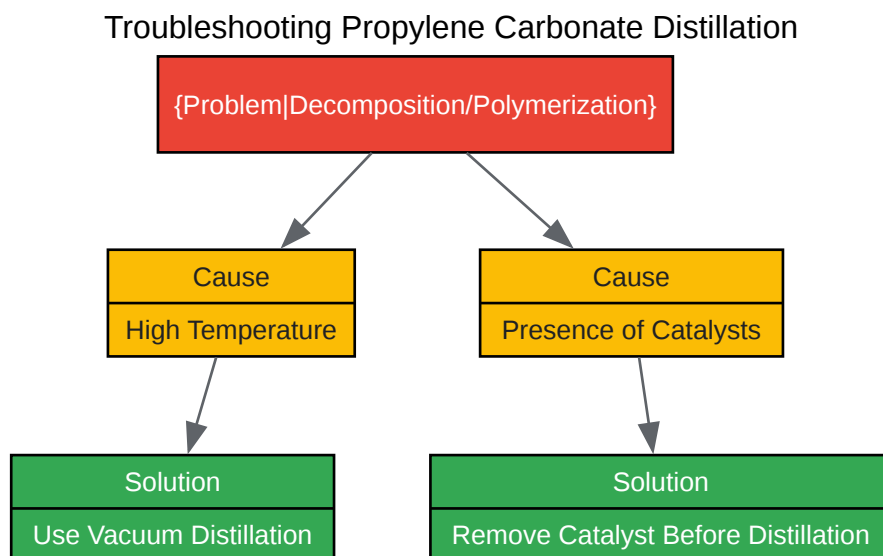 Troubleshooting Propylene Carbonate Distillation
{Problem|Decomposition/Polymerization}
Cause
High Temperature
Cause
Presence of Catalysts
Solution
Use Vacuum Distillation
Solution
Remove Catalyst Before Distillation